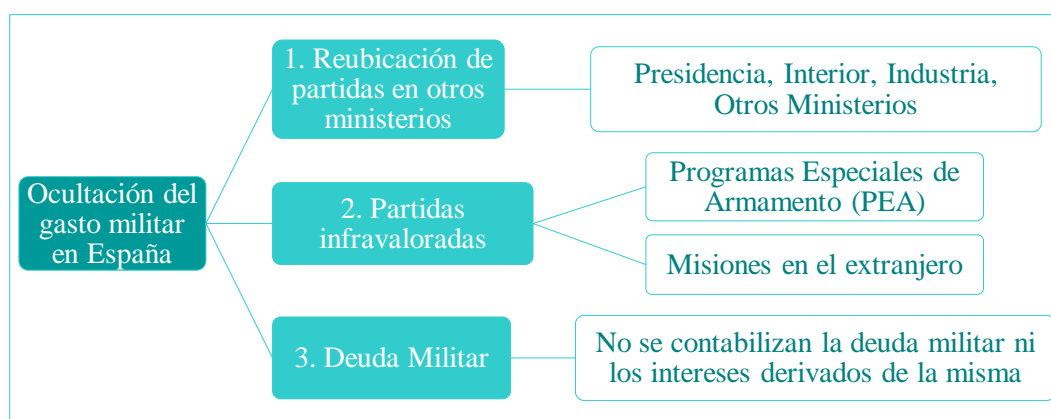 Ocultación del
gasto militar
en España
1. Reubicación de
partidas en otros
ministerios
Presidencia, Interior, Industria,
Otros Ministerios
2. Partidas
infravaloradas
Programas Especiales de
Armamento (PEA)
Misiones en el extranjero
3. Deuda Militar
No se contabilizan la deuda militar ni
los intereses derivados de la misma